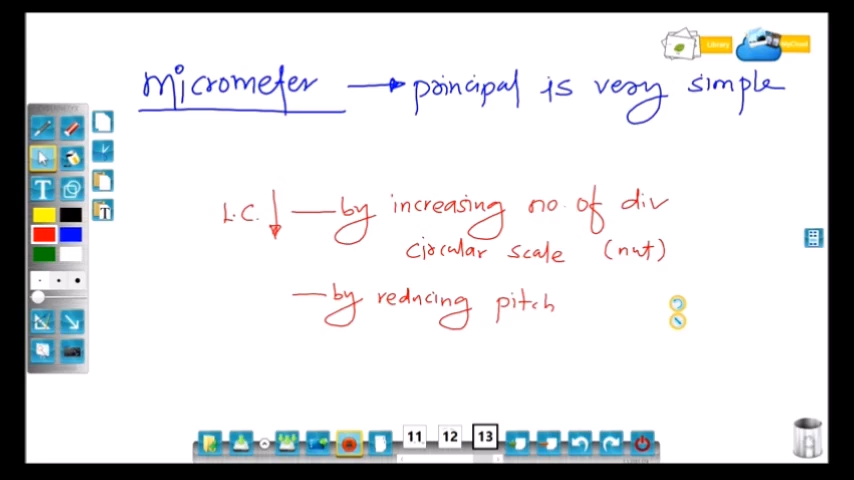 Library
MyCloud
micrometer → principal is very simple
L.C. ↓ — by increasing no. of div
circular scale (nut)
— by reducing pitch
T
T
11 12 13